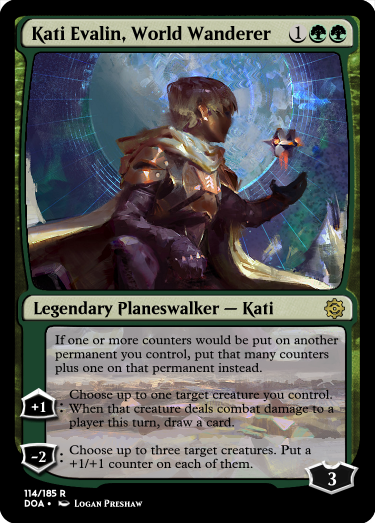 Kati Evalin, World Wanderer 1
Legendary Planeswalker — Kati
If one or more counters would be put on another
permanent you control, put that many counters
plus one on that permanent instead.
+1: Choose up to one target creature you control.
When that creature deals combat damage to a
player this turn, draw a card.
-2: Choose up to three target creatures. Put a
+1/+1 counter on each of them.
3
114/185 R
DOA • Logan Preshaw